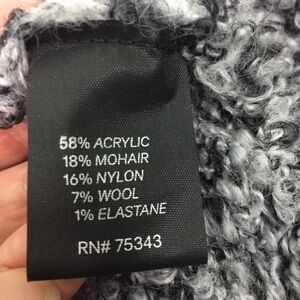 58% ACRYLIC
18% MOHAIR
16% NYLON
7% WOOL
1% ELASTANE
RN# 75343